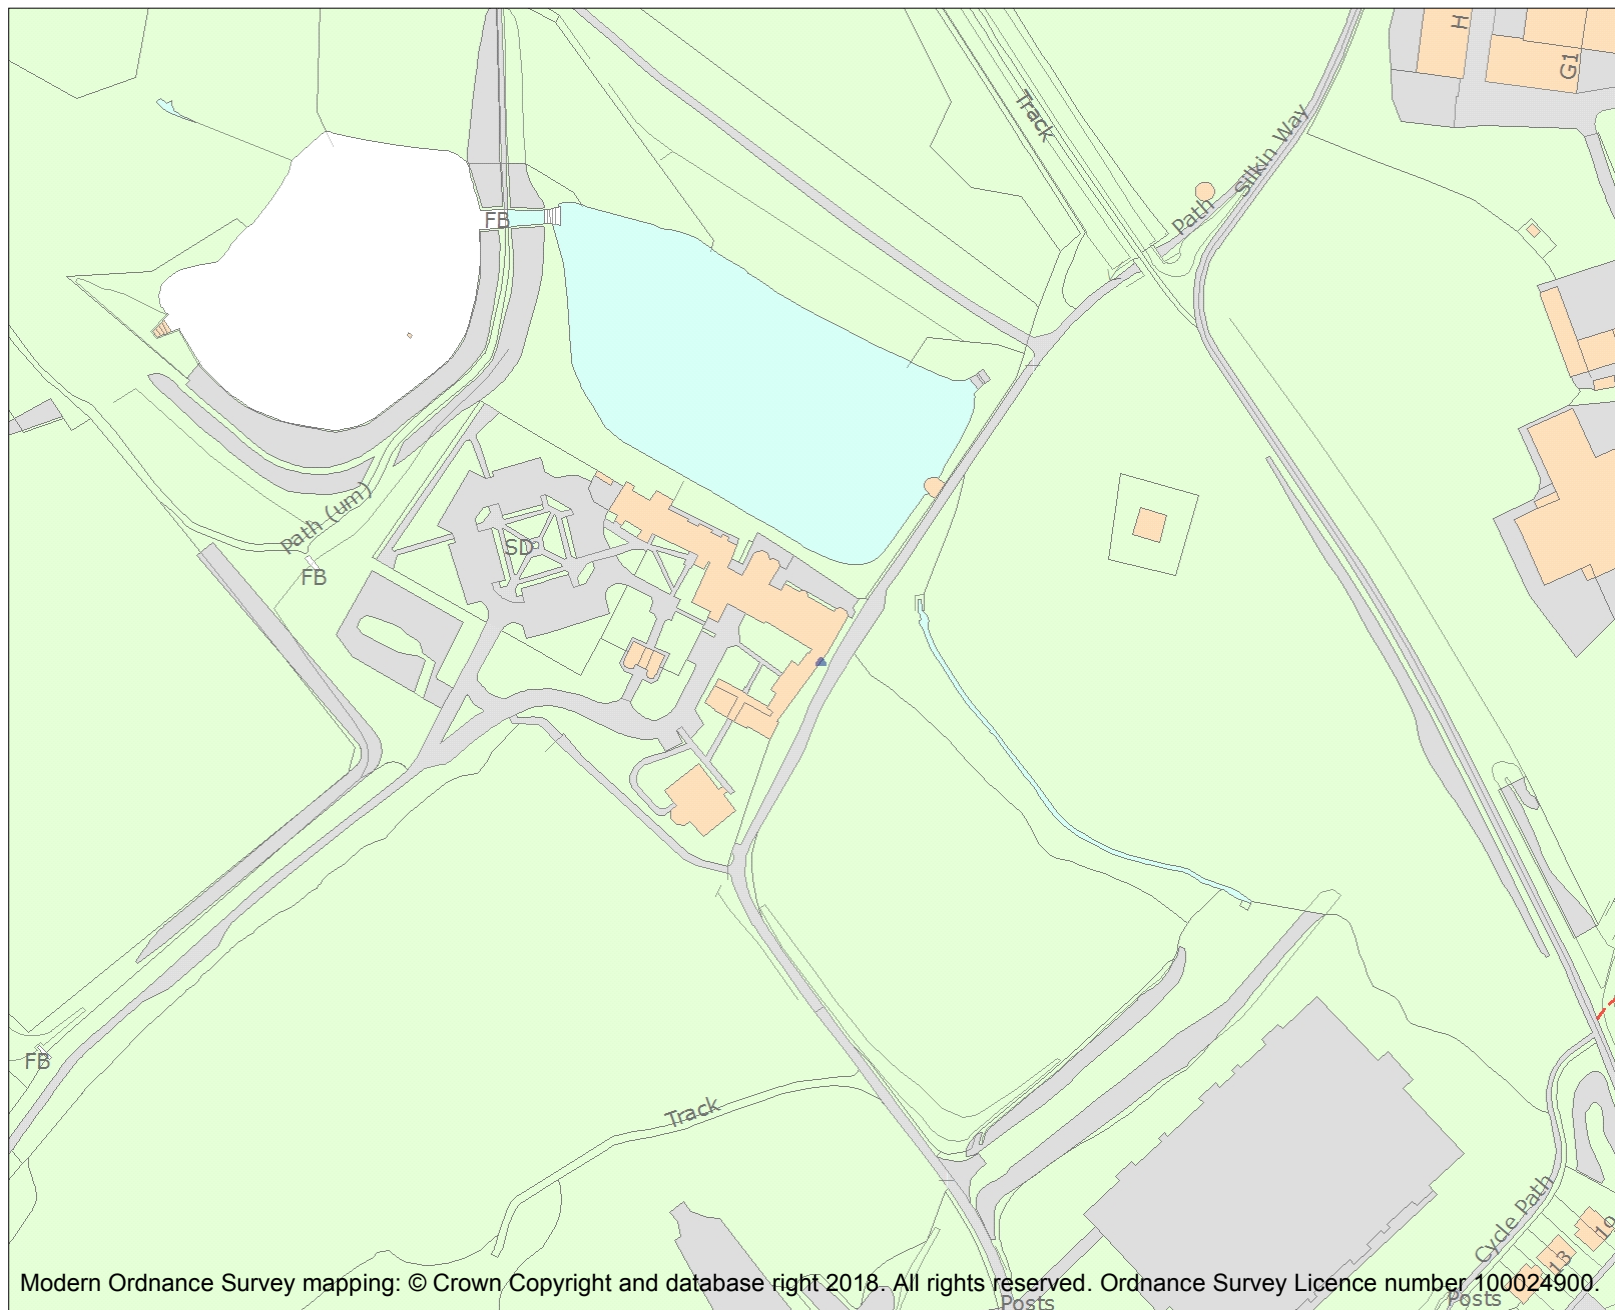 H
G1
Track
Silkin Way
Path
FB
Path (um)
SD
FB
FB
Track
Cycle Path
19
13
Modern Ordnance Survey mapping: © Crown Copyright and database right 2018. All rights reserved. Ordnance Survey Licence number 100024900.
Posts
Posts